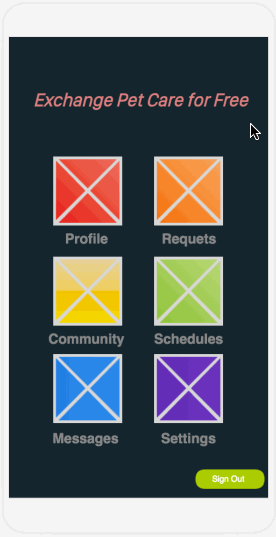 Exchange Pet Care for Free
Profile
Requets
Community
Schedules
Messages
Settings
Sign Out